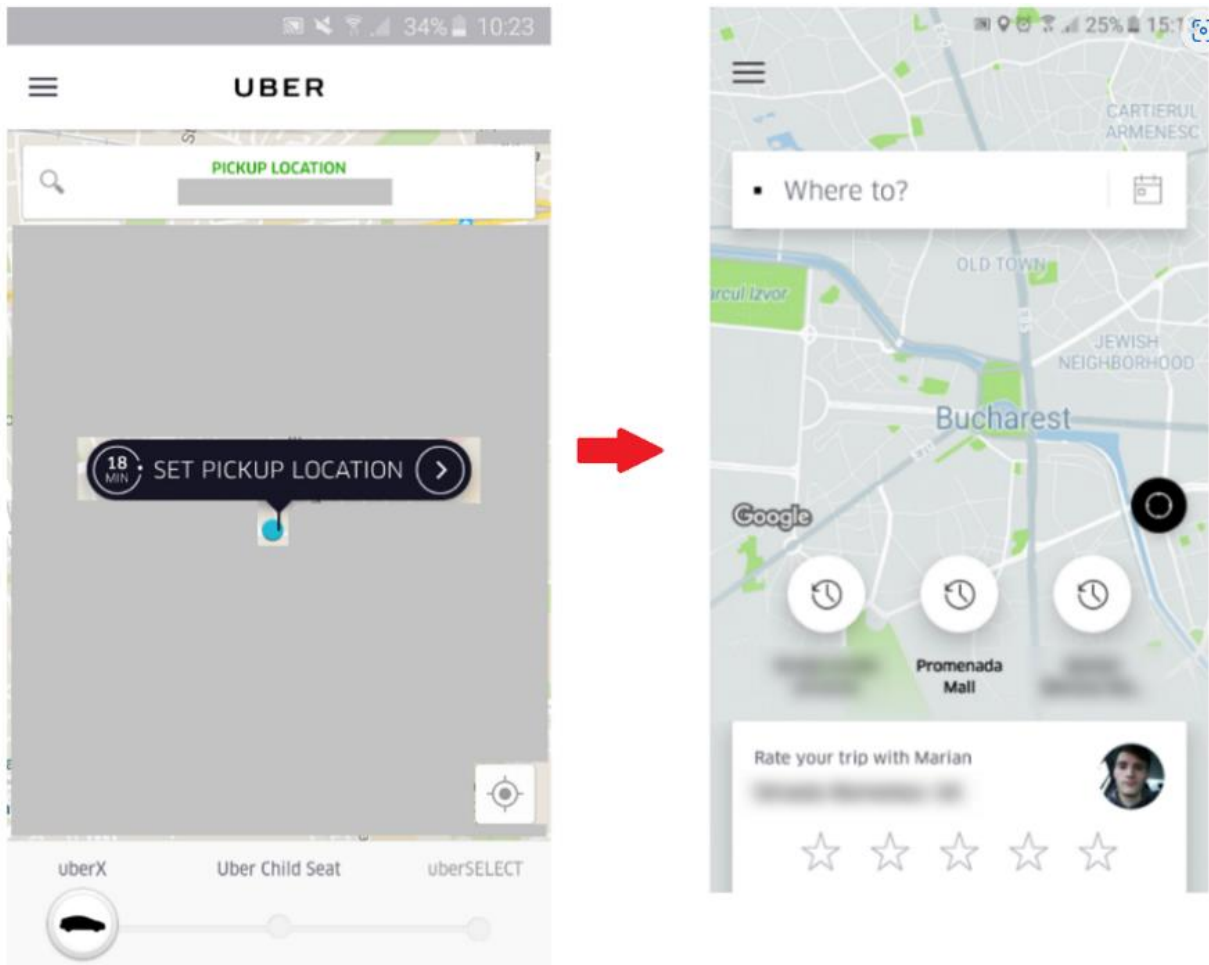 34% 10:23
UBER
PICKUP LOCATION
18
MIN
SET PICKUP LOCATION
uberX
Uber Child Seat
uberSELECT
25% 15:1
CARTIERUL
ARMENESC
Where to?
OLD TOWN
arcul Izvor
JEWISH
NEIGHBORHOOD
Bucharest
Google
Promenada
Mall
Rate your trip with Marian